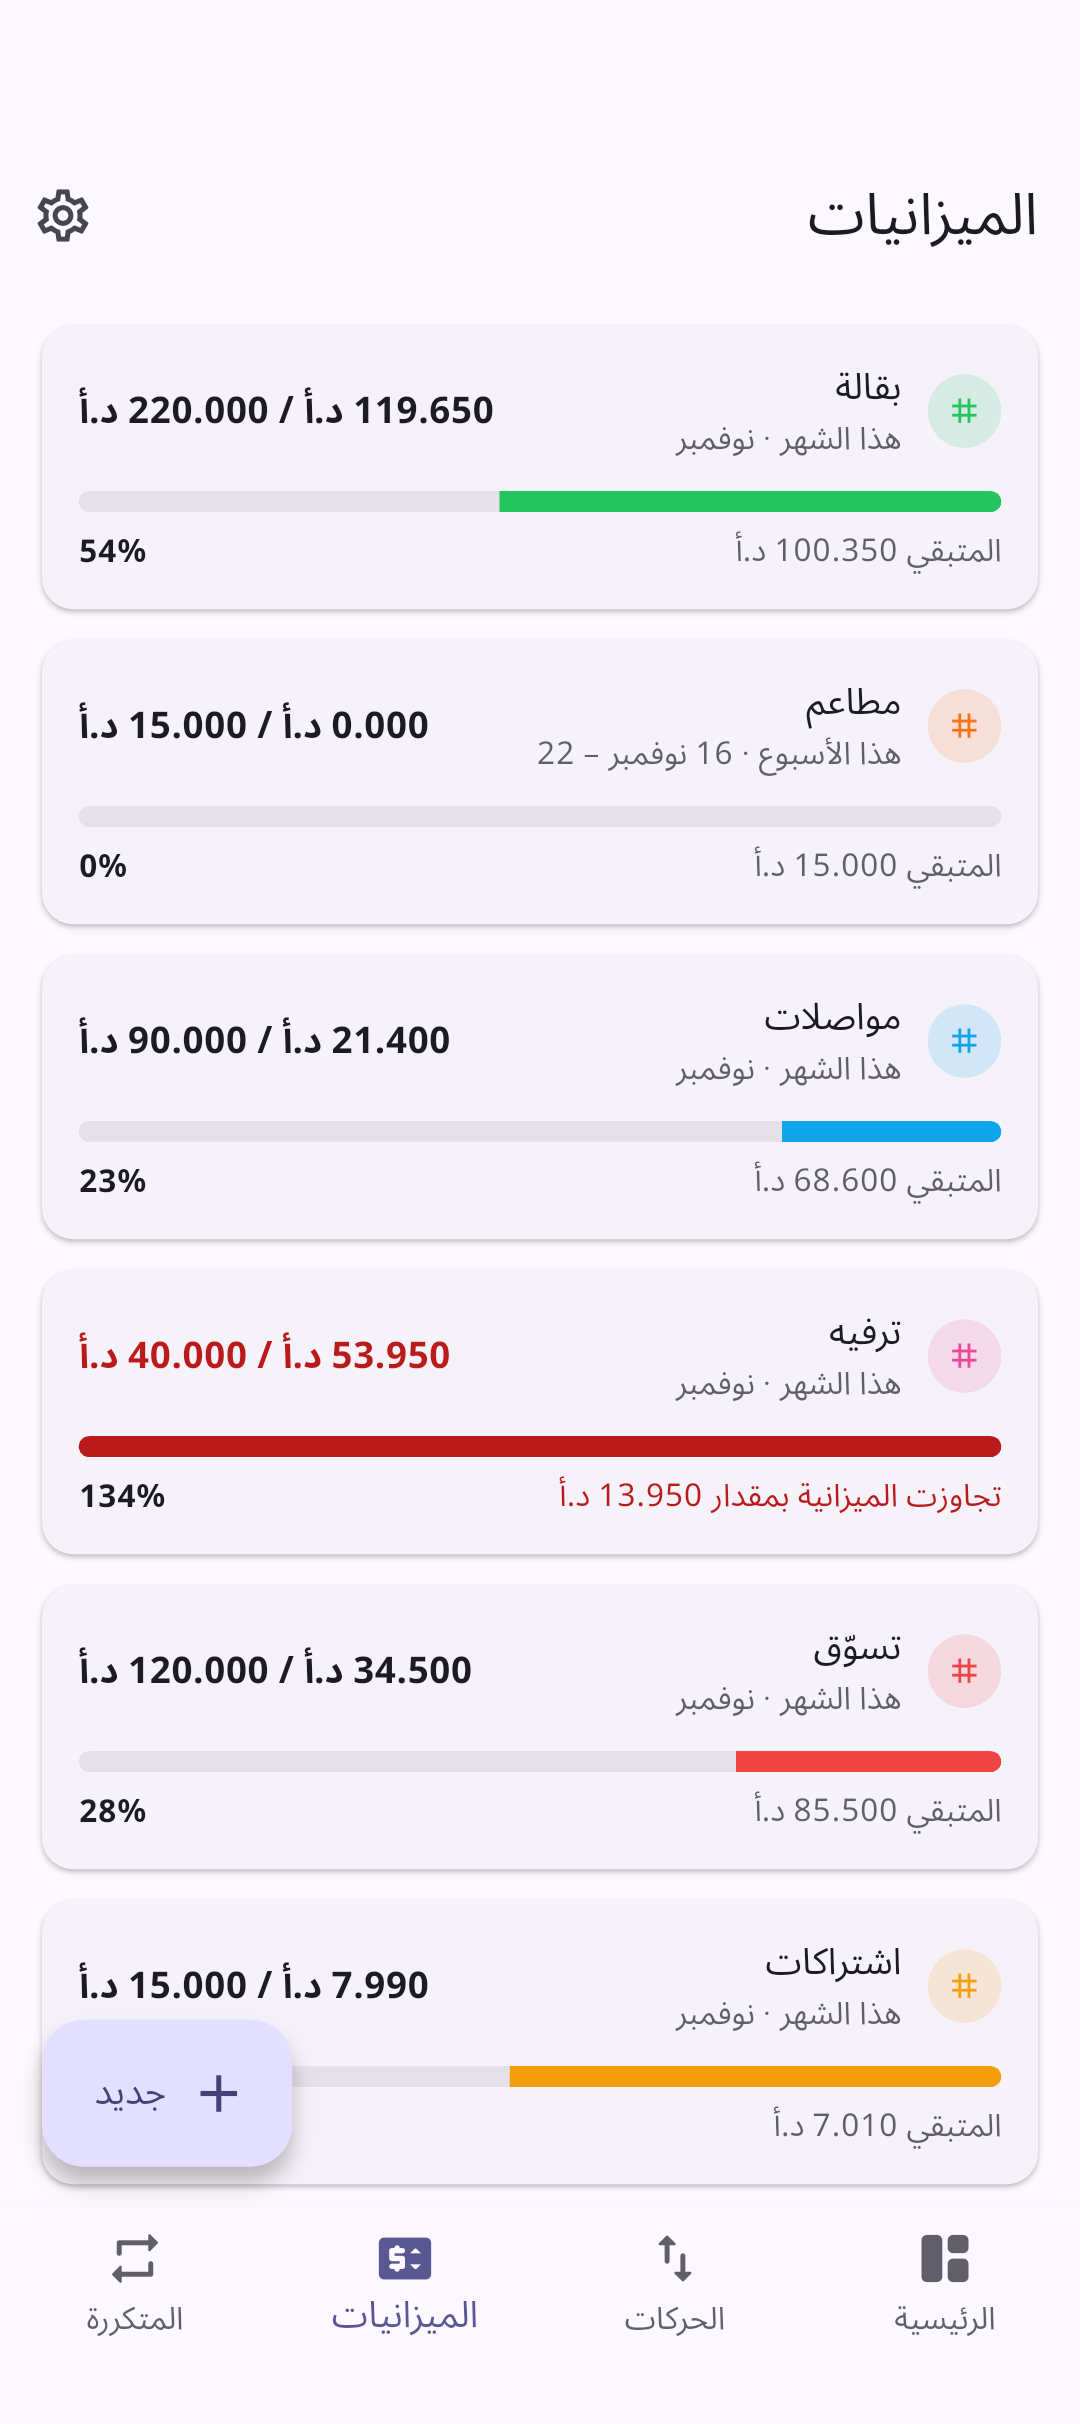 الميزانيات
بقالة
هذا الشهر · نوفمبر
119.650 د.أ / 220.000 د.أ
المتبقي 100.350 د.أ
54%
مطاعم
هذا الأسبوع · 16 نوفمبر – 22
0.000 د.أ / 15.000 د.أ
المتبقي 15.000 د.أ
0%
مواصلات
هذا الشهر · نوفمبر
21.400 د.أ / 90.000 د.أ
المتبقي 68.600 د.أ
23%
ترفيه
هذا الشهر · نوفمبر
53.950 د.أ / 40.000 د.أ
تجاوزت الميزانية بمقدار 13.950 د.أ
134%
تسوّق
هذا الشهر · نوفمبر
34.500 د.أ / 120.000 د.أ
المتبقي 85.500 د.أ
28%
اشتراكات
هذا الشهر · نوفمبر
7.990 د.أ / 15.000 د.أ
المتبقي 7.010 د.أ
جديد
الرئيسية
الحركات
الميزانيات
المتكررة